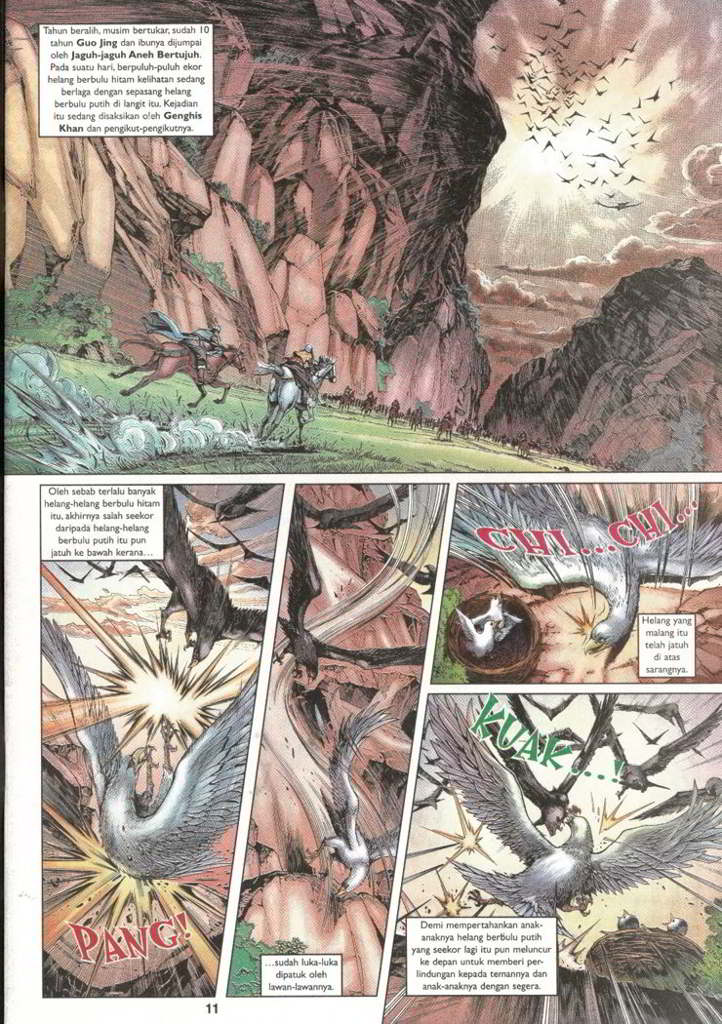 Tahun beralih, musim bertukar, sudah 10
tahun Guo Jing dan ibunya dijumpai
oleh Jaguh-jaguh Aneh Bertujuh.
Pada suatu hari, berpuluh-puluh ekor
helang berbulu hitam kelihatan sedang
berlaga dengan sepasang helang
berbulu putih di langit itu. Kejadian
itu sedang disaksikan oleh Genghis
Khan dan pengikut-pengikutnya.
Oleh sebab terlalu banyak
helang-helang berbulu hitam
itu, akhirnya salah seekor
daripada helang-helang
berbulu putih itu pun
jatuh ke bawah kerana...
PANG!
...sudah luka-luka
dipatuk oleh
lawan-lawannya.
CHI...CHI...
Helang yang
malang itu
telah jatuh
di atas
sarangnya.
KUAK...!
Demi mempertahankan anak-
anaknya helang berbulu putih
yang seekor lagi itu pun meluncur
ke depan untuk memberi per-
lindungan kepada temannya dan
anak-anaknya dengan segera.
11